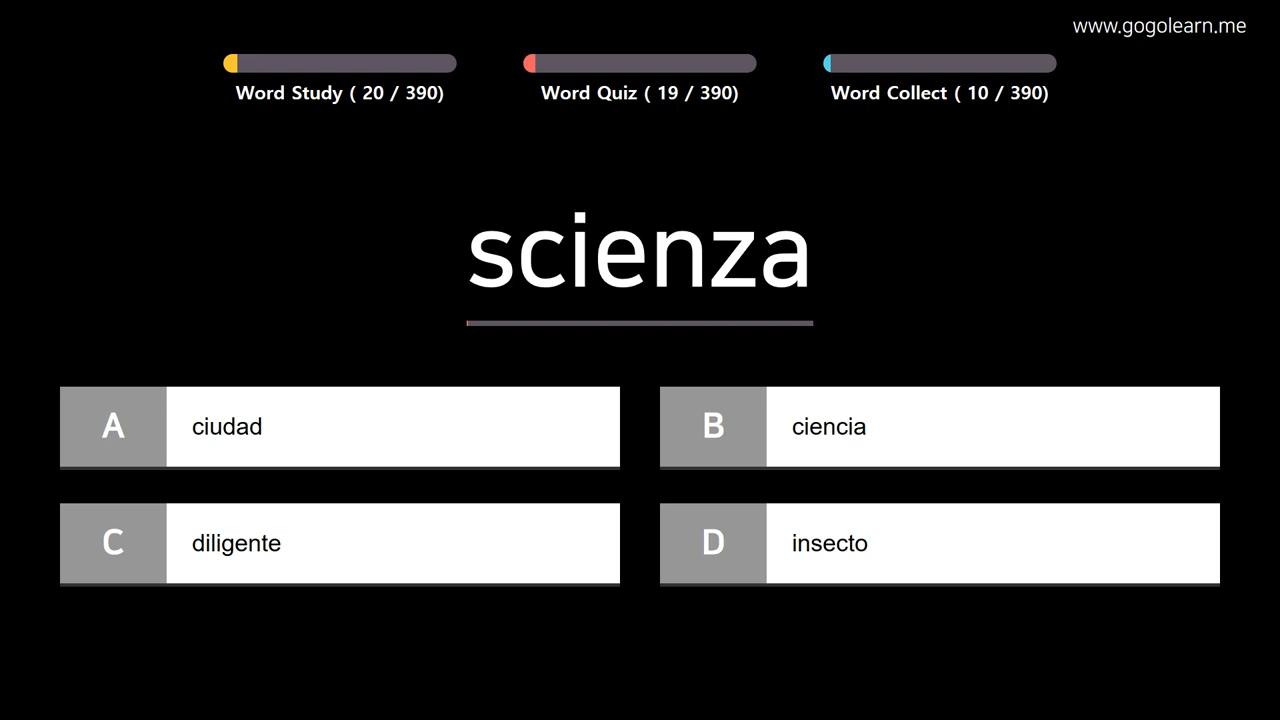 www.gogolearn.me
Word Study ( 20 / 390)
Word Quiz ( 19 / 390)
Word Collect ( 10 / 390)
scienza
A ciudad
B ciencia
C diligente
D insecto